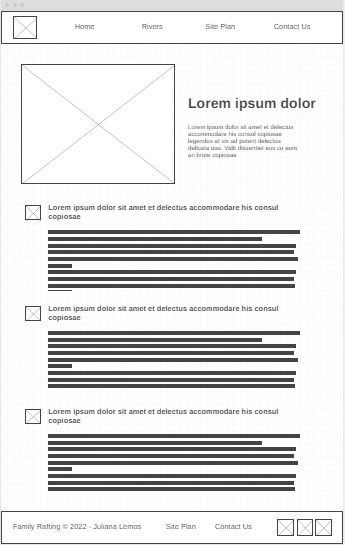 Home Rivers Site Plan Contact Us
Lorem ipsum dolor
Lorem ipsum dolor sit amet et delectus
accommodare his consul copiosae
legendos at vix ad putent delectus
delicata usu. Vidit dissentiet eos cu eum
an brute copiosae
Lorem ipsum dolor sit amet et delectus accommodare his consul
copiosae
Lorem ipsum dolor sit amet et delectus accommodare his consul
copiosae
Lorem ipsum dolor sit amet et delectus accommodare his consul
copiosae
Family Rafting © 2022 - Juliana Lemos Site Plan Contact Us